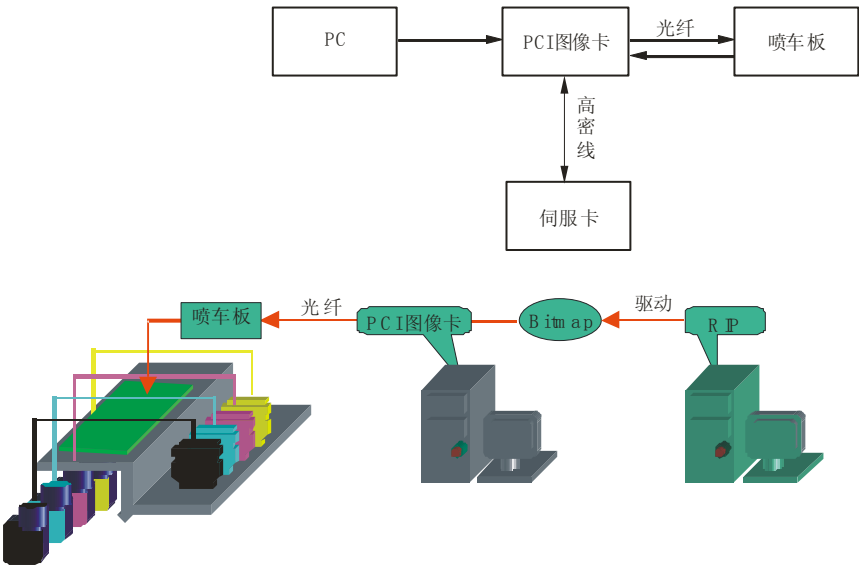 PC
PCI图像卡
光纤
喷车板
高密线
伺服卡
喷车板
光纤
PCI图像卡
Bitmap
驱动
RIP